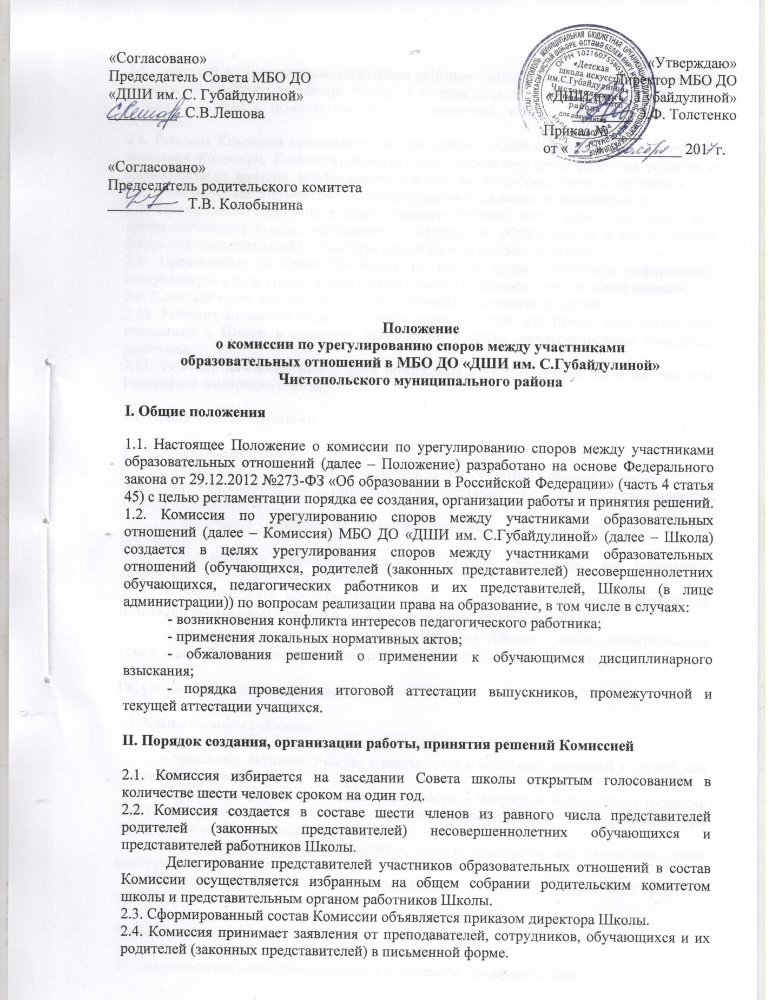 «Согласовано»
Председатель Совета МБО ДО
«ДШИ им. С. Губайдулиной»
С.В.Лешова
«Утверждаю»
Директор МБО ДО
«ДШИ им. С. Губайдулиной»
.Ф. Толстенко
Приказ №
от « 2017 г.
«Детская
школа искусств
им.С.Губайдулиной»
Чистопольского
муниципального
района
для документов
«Согласовано»
Председатель родительского комитета
Т.В. Колобынина
Положение
о комиссии по урегулированию споров между участниками
образовательных отношений в МБО ДО «ДШИ им. С.Губайдулиной»
Чистопольского муниципального района
I. Общие положения
1.1. Настоящее Положение о комиссии по урегулированию споров между участниками
образовательных отношений (далее – Положение) разработано на основе Федерального
закона от 29.12.2012 №273-ФЗ «Об образовании в Российской Федерации» (часть 4 статья
45) с целью регламентации порядка ее создания, организации работы и принятия решений.
1.2. Комиссия по урегулированию споров между участниками образовательных
отношений (далее – Комиссия) МБО ДО «ДШИ им. С.Губайдулиной» (далее – Школа)
создается в целях урегулирования споров между участниками образовательных
отношений (обучающихся, родителей (законных представителей) несовершеннолетних
обучающихся, педагогических работников и их представителей, Школы (в лице
администрации)) по вопросам реализации права на образование, в том числе в случаях:
- возникновения конфликта интересов педагогического работника;
- применения локальных нормативных актов;
- обжалования решений о применении к обучающимся дисциплинарного
взыскания;
- порядка проведения итоговой аттестации выпускников, промежуточной и
текущей аттестации учащихся.
II. Порядок создания, организации работы, принятия решений Комиссией
2.1. Комиссия избирается на заседании Совета школы открытым голосованием в
количестве шести человек сроком на один год.
2.2. Комиссия создается в составе шести членов из равного числа представителей
родителей (законных представителей) несовершеннолетних обучающихся и
представителей работников Школы.
Делегирование представителей участников образовательных отношений в состав
Комиссии осуществляется избранным на общем собрании родительским комитетом
школы и представительным органом работников Школы.
2.3. Сформированный состав Комиссии объявляется приказом директора Школы.
2.4. Комиссия принимает заявления от преподавателей, сотрудников, обучающихся и их
родителей (законных представителей) в письменной форме.